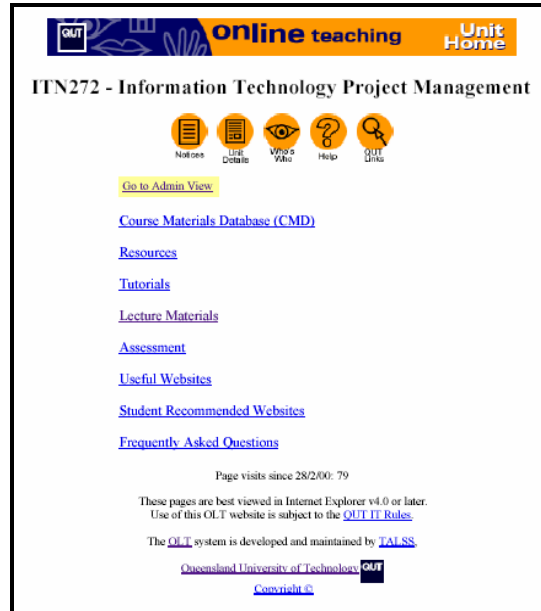 QUT online teaching Unit Home
ITN272 - Information Technology Project Management
Notices Unit Details Who's Who Help QUT Links
Go to Admin View
Course Materials Database (CMD)
Resources
Tutorials
Lecture Materials
Assessment
Useful Websites
Student Recommended Websites
Frequently Asked Questions
Page visits since 28/2/00: 79
These pages are best viewed in Internet Explorer v4.0 or later.
Use of this OLT website is subject to the QUT IT Rules.
The OLT system is developed and maintained by TALSS.
Queensland University of Technology QUT
Copyright ©